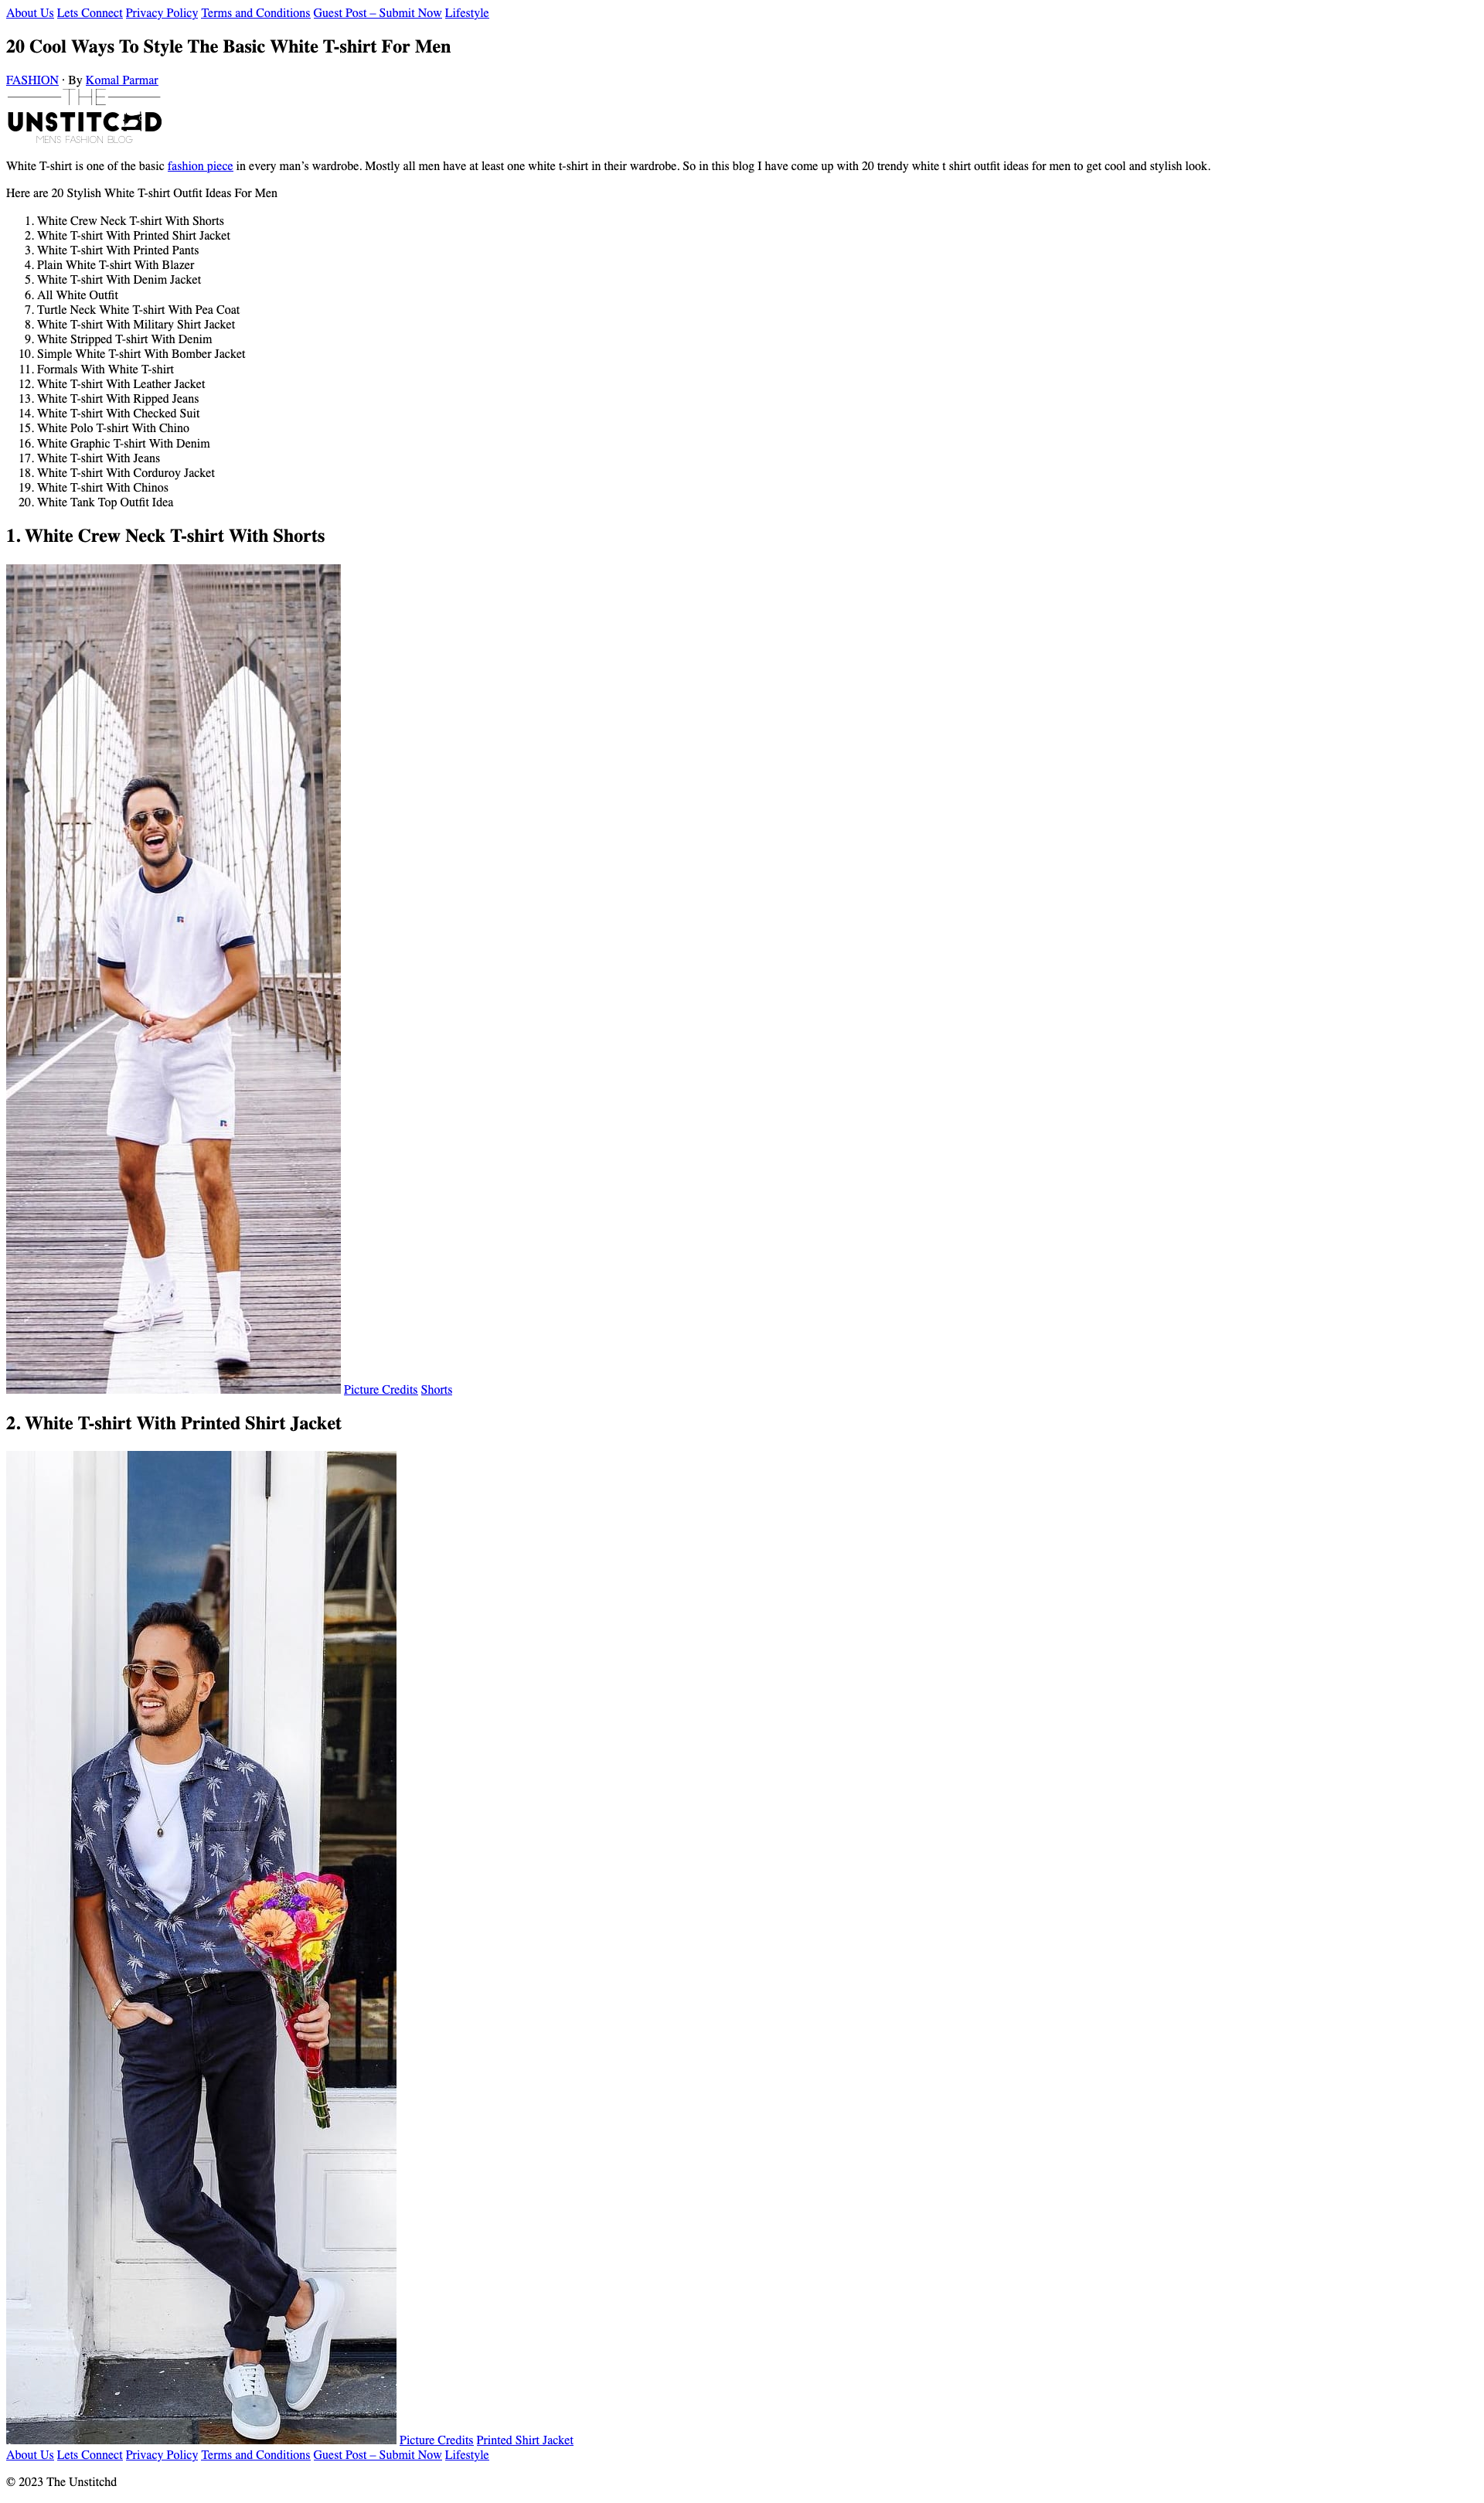 About Us Lets Connect Privacy Policy Terms and Conditions Guest Post – Submit Now Lifestyle
20 Cool Ways To Style The Basic White T-shirt For Men
FASHION · By Komal Parmar
THE
UNSTITCHD
MENS FASHION BLOG
White T-shirt is one of the basic fashion piece in every man’s wardrobe. Mostly all men have at least one white t-shirt in their wardrobe. So in this blog I have come up with 20 trendy white t shirt outfit ideas for men to get cool and stylish look.
Here are 20 Stylish White T-shirt Outfit Ideas For Men
1. White Crew Neck T-shirt With Shorts
2. White T-shirt With Printed Shirt Jacket
3. White T-shirt With Printed Pants
4. Plain White T-shirt With Blazer
5. White T-shirt With Denim Jacket
6. All White Outfit
7. Turtle Neck White T-shirt With Pea Coat
8. White T-shirt With Military Shirt Jacket
9. White Stripped T-shirt With Denim
10. Simple White T-shirt With Bomber Jacket
11. Formals With White T-shirt
12. White T-shirt With Leather Jacket
13. White T-shirt With Ripped Jeans
14. White T-shirt With Checked Suit
15. White Polo T-shirt With Chino
16. White Graphic T-shirt With Denim
17. White T-shirt With Jeans
18. White T-shirt With Corduroy Jacket
19. White T-shirt With Chinos
20. White Tank Top Outfit Idea
1. White Crew Neck T-shirt With Shorts
R
R
Picture Credits Shorts
2. White T-shirt With Printed Shirt Jacket
Picture Credits Printed Shirt Jacket
About Us Lets Connect Privacy Policy Terms and Conditions Guest Post – Submit Now Lifestyle
© 2023 The Unstitchd